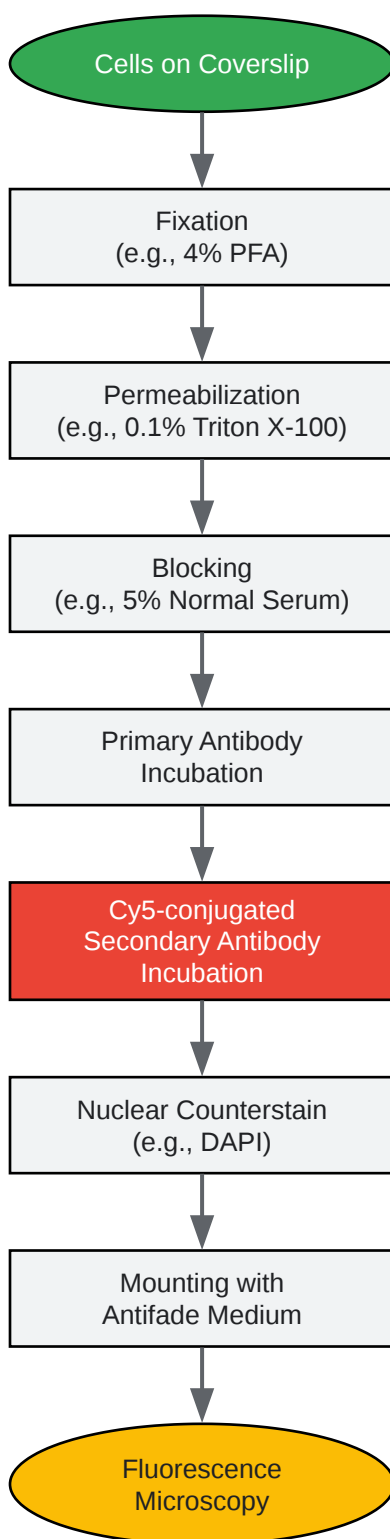 Cells on Coverslip
Fixation
(e.g., 4% PFA)
Permeabilization
(e.g., 0.1% Triton X-100)
Blocking
(e.g., 5% Normal Serum)
Primary Antibody
Incubation
Cy5-conjugated
Secondary Antibody
Incubation
Nuclear Counterstain
(e.g., DAPI)
Mounting with
Antifade Medium
Fluorescence
Microscopy